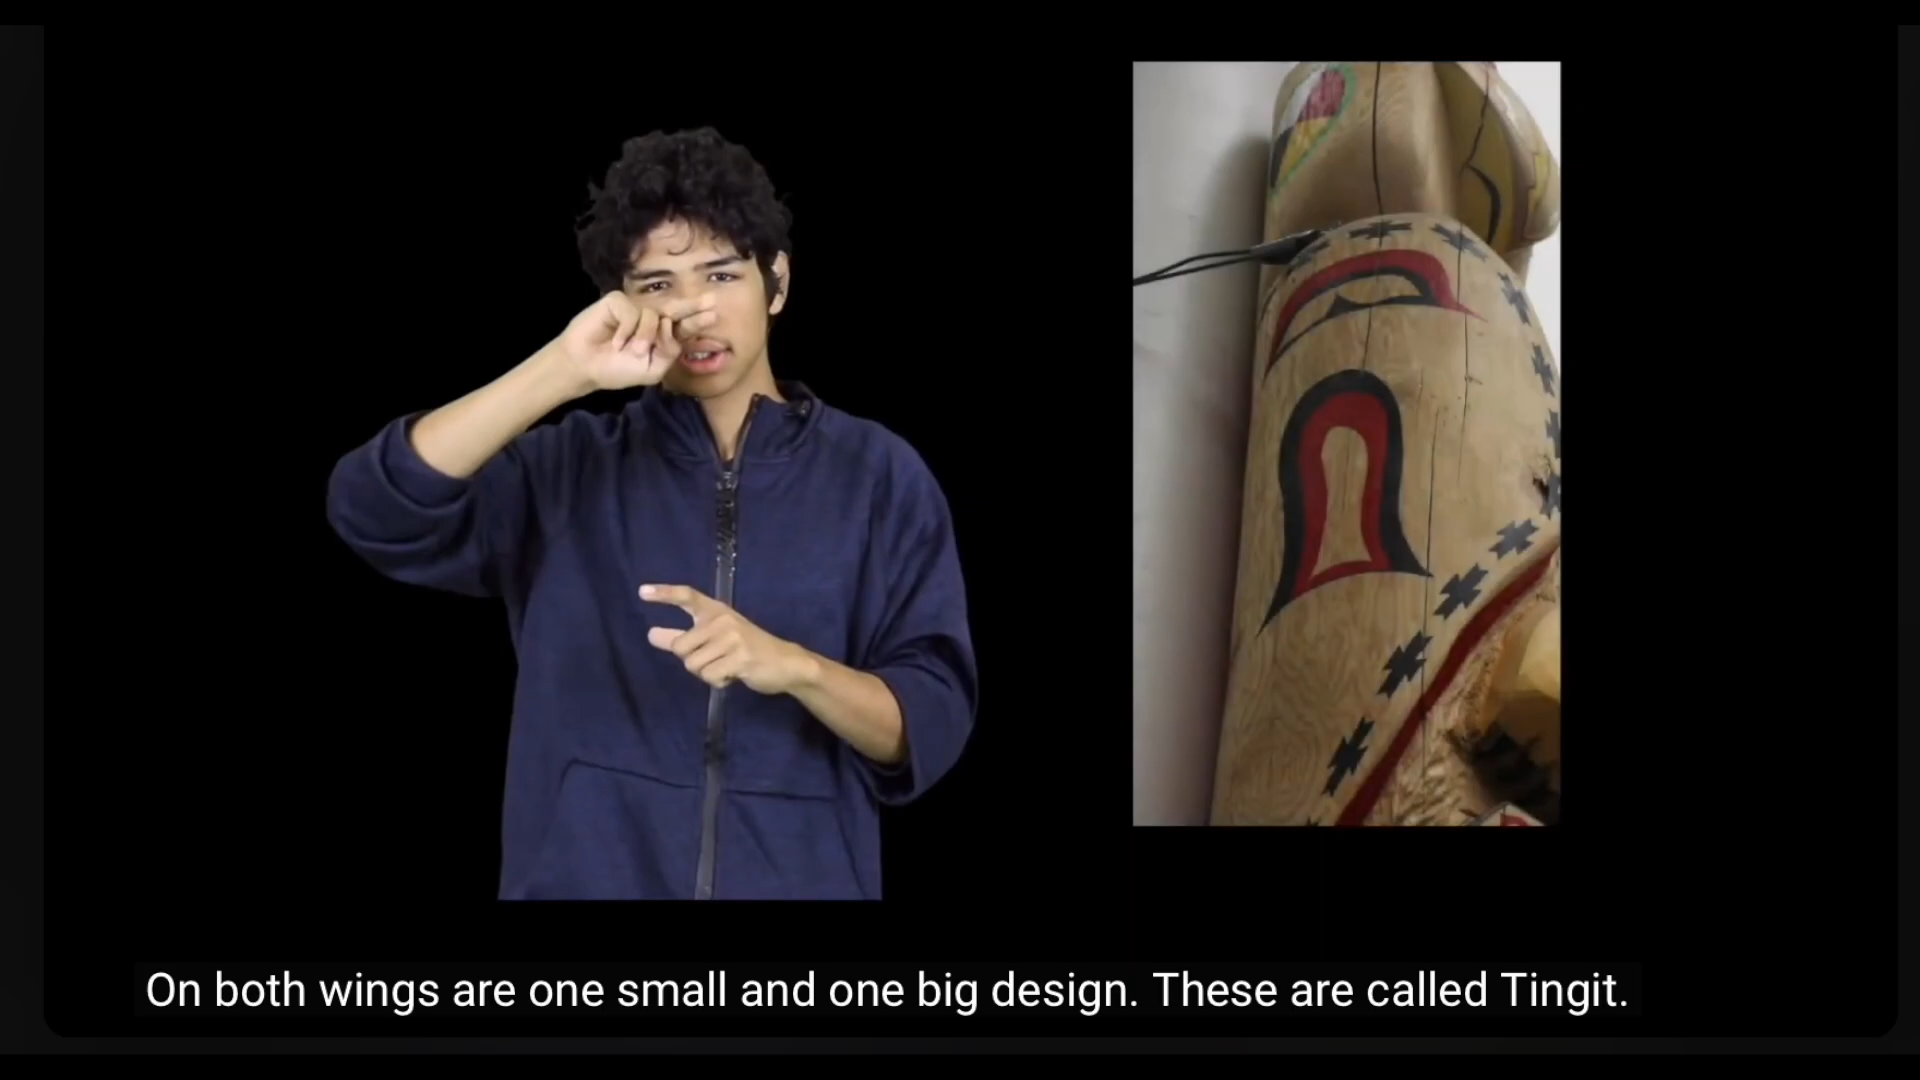 On both wings are one small and one big design. These are called Tingit.